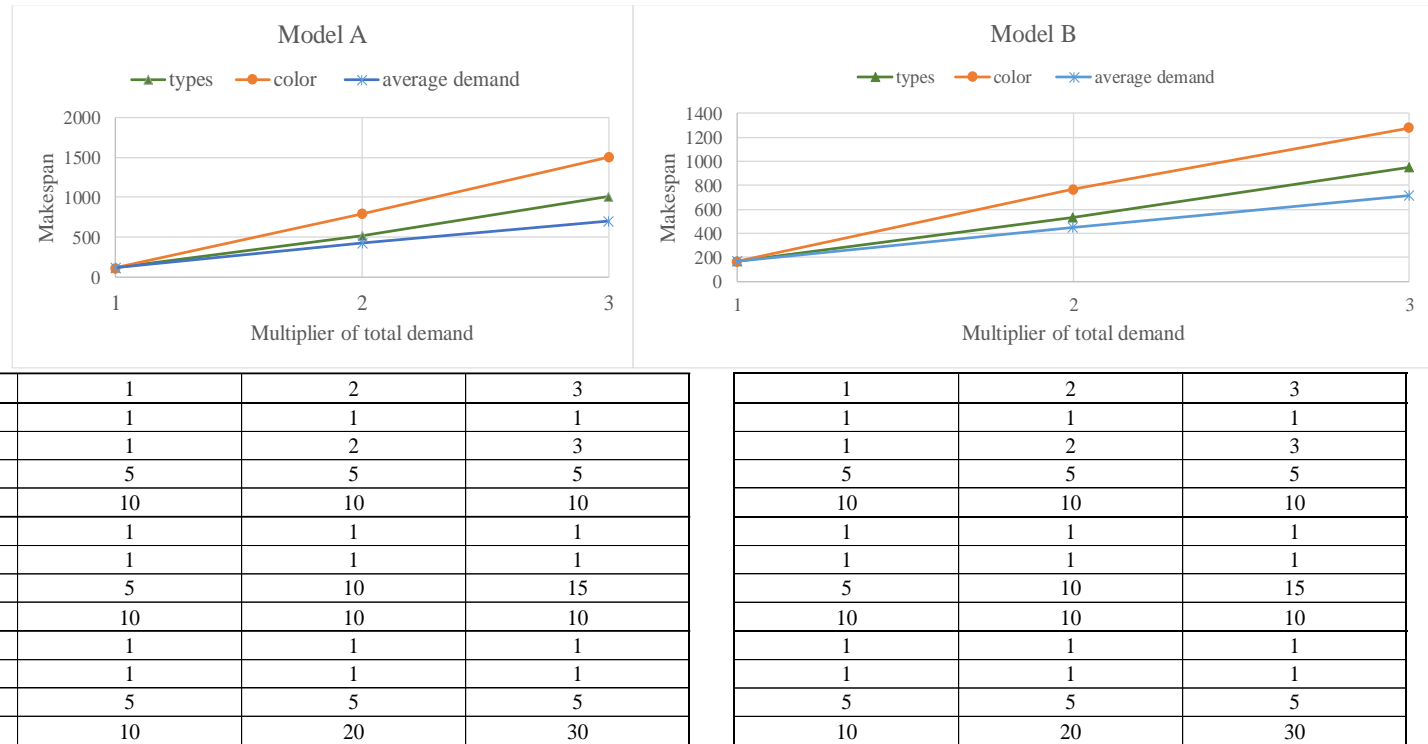 Model A
types color average demand
2000
1500
1000
500
0
Makespan
1 2 3
Multiplier of total demand
Model B
types color average demand
1400
1200
1000
800
600
400
200
0
Makespan
1 2 3
Multiplier of total demand
1 2 3
1 1 1
1 2 3
5 5 5
10 10 10
1 1 1
1 1 1
5 10 15
10 10 10
1 1 1
1 1 1
5 5 5
10 20 30
1 2 3
1 1 1
1 2 3
5 5 5
10 10 10
1 1 1
1 1 1
5 10 15
10 10 10
1 1 1
1 1 1
5 5 5
10 20 30